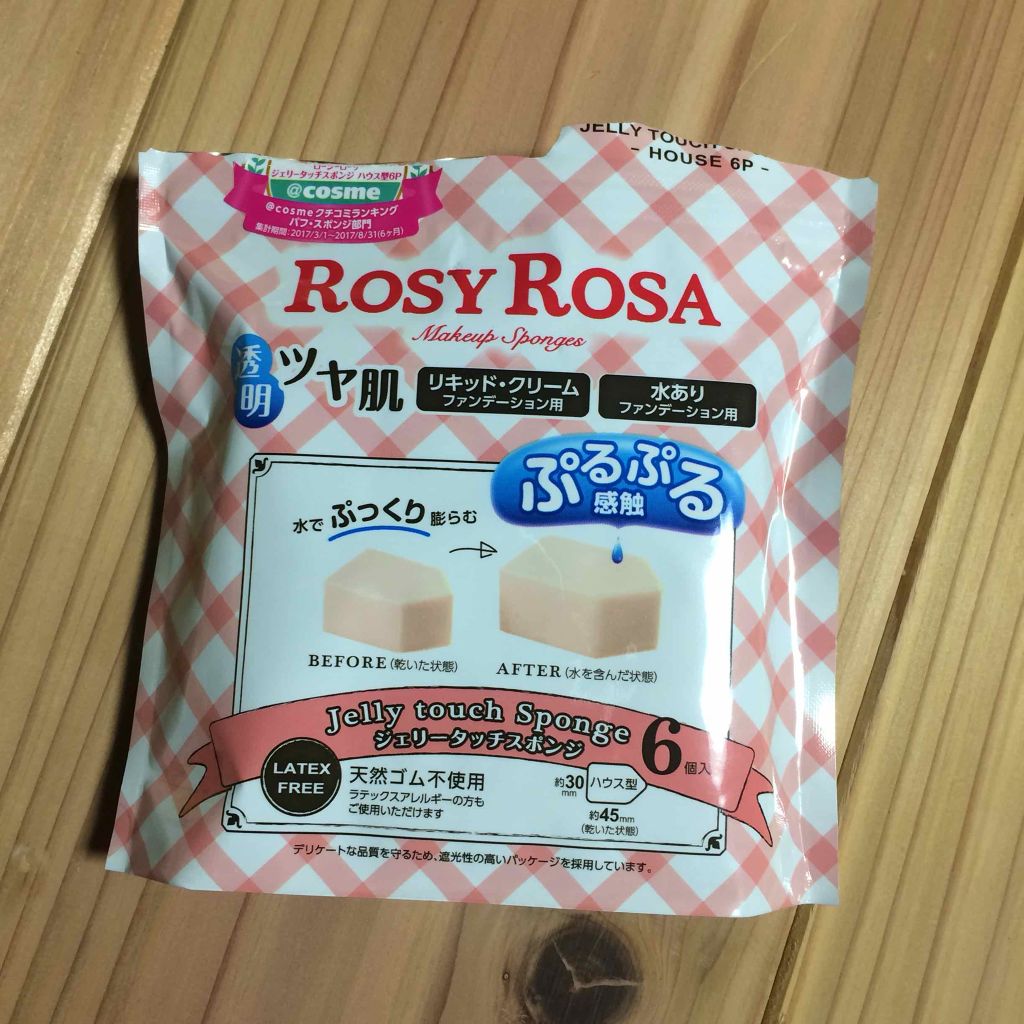 JELLY TOUCH
- HOUSE 6P -
ジェリータッチスポンジ ハウス型6P
@cosme
@cosmeクチコミランキング
パフ・スポンジ部門
集計期間:2017/3/1~2017/8/31(6ヶ月)
ROSY ROSA
Makeup Sponges
透明
ツヤ肌
リキッド・クリーム
ファンデーション用
水あり
ファンデーション用
ぷるぷる
感触
水でぷっくり膨らむ
BEFORE(乾いた状態)
AFTER(水を含んだ状態)
Jelly touch Sponge
ジェリータッチスポンジ
6個入
LATEX
FREE
天然ゴム不使用
ラテックスアレルギーの方も
ご使用いただけます
約30mm
ハウス型
約45mm
(乾いた状態)
デリケートな品質を守るため、遮光性の高いパッケージを採用しています。